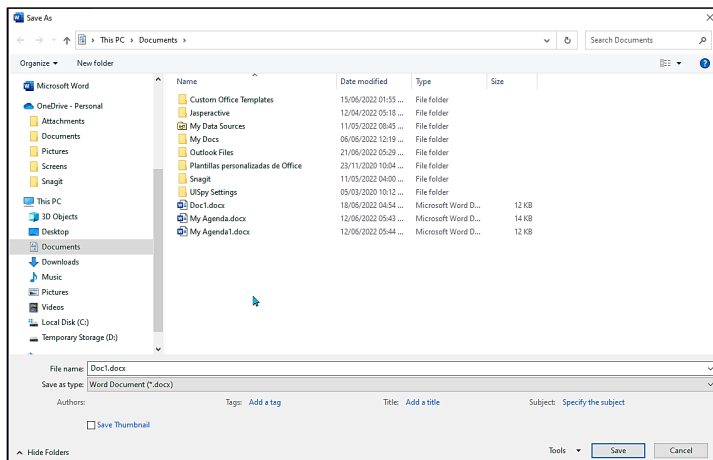 Save As
This PC > Documents >
Search Documents
Organize
New folder
Name Date modified Type Size
Microsoft Word
OneDrive - Personal
Attachments
Documents
Pictures
Screens
Snagit
This PC
3D Objects
Desktop
Documents
Downloads
Music
Pictures
Videos
Local Disk (C:)
Temporary Storage (D:)
Custom Office Templates 15/06/2022 01:55 ... File folder
Jasperactive 12/04/2022 05:18 ... File folder
My Data Sources 11/05/2022 08:45 ... File folder
My Docs 06/06/2022 12:19 ... File folder
Outlook Files 21/06/2022 05:29 ... File folder
Plantillas personalizadas de Office 23/11/2020 10:04 ... File folder
Snagit 11/05/2022 04:00 ... File folder
UISpy Settings 05/03/2020 10:12 ... File folder
Doc1.docx 18/06/2022 04:54 ... Microsoft Word D... 12 KB
My Agenda.docx 12/06/2022 05:43 ... Microsoft Word D... 14 KB
My Agenda1.docx 12/06/2022 05:44 ... Microsoft Word D... 12 KB
File name: Doc1.docx
Save as type: Word Document (*.docx)
Authors: Tags: Add a tag Title: Add a title Subject: Specify the subject
Save Thumbnail
Hide Folders
Tools Save Cancel